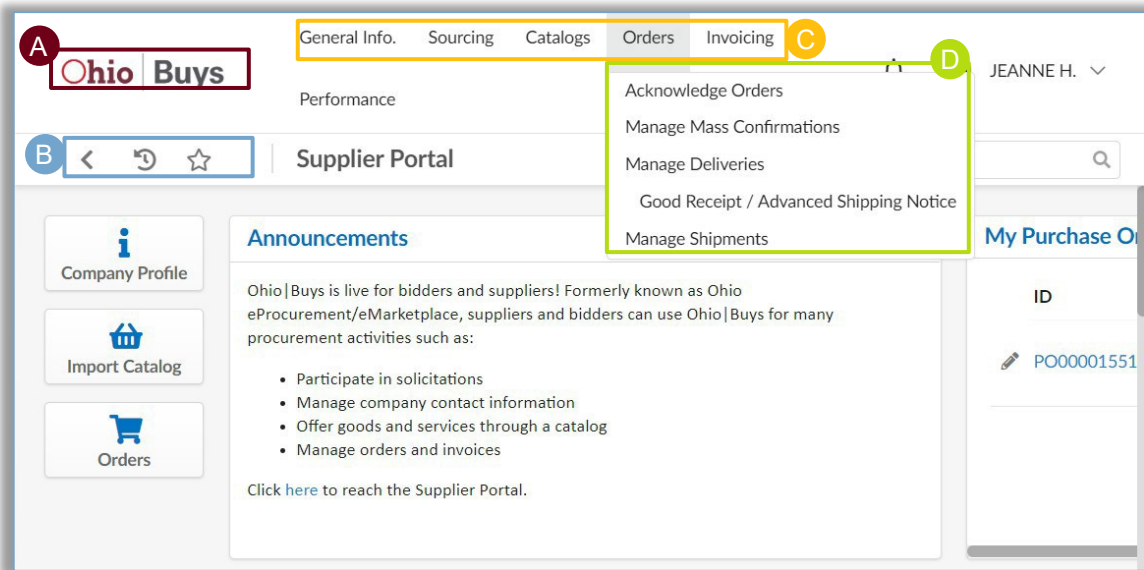 A
Ohio Buys
General Info. Sourcing Catalogs Orders Invoicing
C
Performance
D
JEANNE H.
Acknowledge Orders
Manage Mass Confirmations
Manage Deliveries
Good Receipt / Advanced Shipping Notice
Manage Shipments
B
Supplier Portal
Company Profile
Import Catalog
Orders
Announcements
Ohio|Buys is live for bidders and suppliers! Formerly known as Ohio
eProcurement/eMarketplace, suppliers and bidders can use Ohio|Buys for many
procurement activities such as:
• Participate in solicitations
• Manage company contact information
• Offer goods and services through a catalog
• Manage orders and invoices
Click here to reach the Supplier Portal.
My Purchase Or
ID
PO00001551